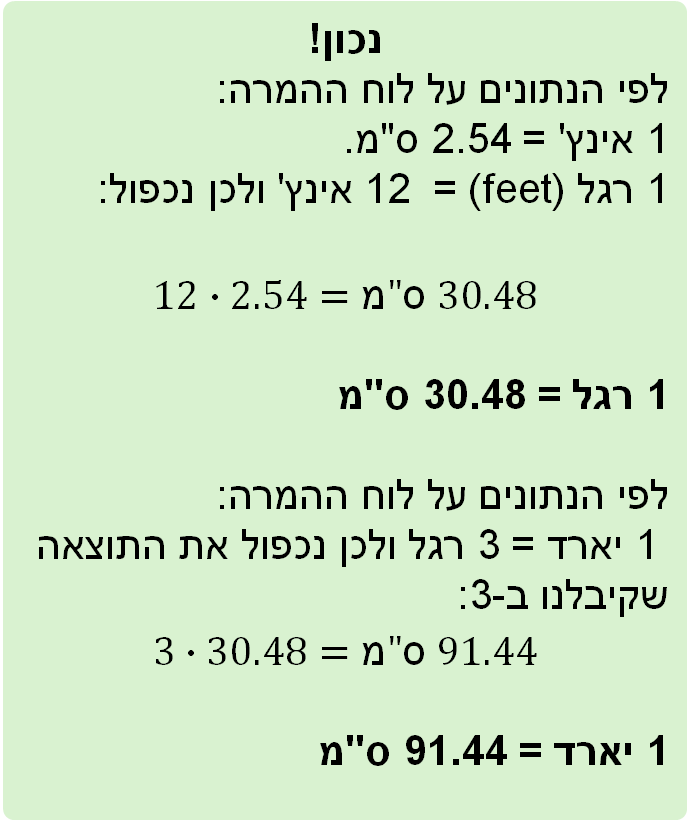 נכון!
לפי הנתונים על לוח ההמרה:
1 אינץ' = 2.54 ס"מ.
1 רגל (feet) = 12 אינץ' ולכן נכפול:
12 · 2.54 = 30.48 ס"מ
1 רגל = 30.48 ס"מ
לפי הנתונים על לוח ההמרה:
1 יארד = 3 רגל ולכן נכפול את התוצאה
שקיבלנו ב-3:
3 · 30.48 = 91.44 ס"מ
1 יארד = 91.44 ס"מ